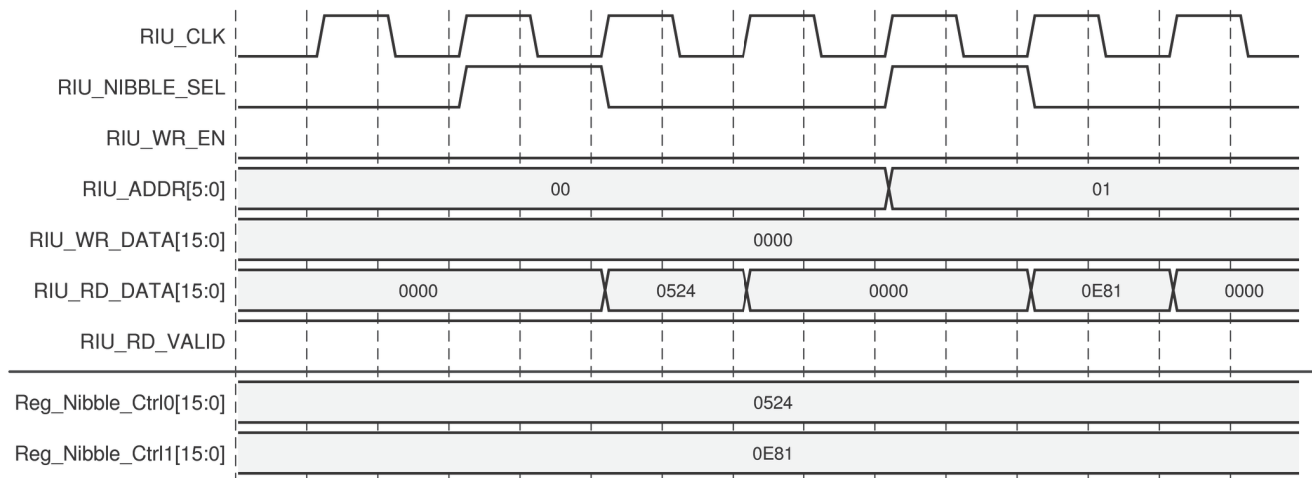 RIU_CLK
RIU_NIBBLE_SEL
RIU_WR_EN
RIU_ADDR[5:0] 00 01
RIU_WR_DATA[15:0] 0000
RIU_RD_DATA[15:0] 0000 0524 0000 0E81 0000
RIU_RD_VALID
Reg_Nibble_Ctrl0[15:0] 0524
Reg_Nibble_Ctrl1[15:0] 0E81